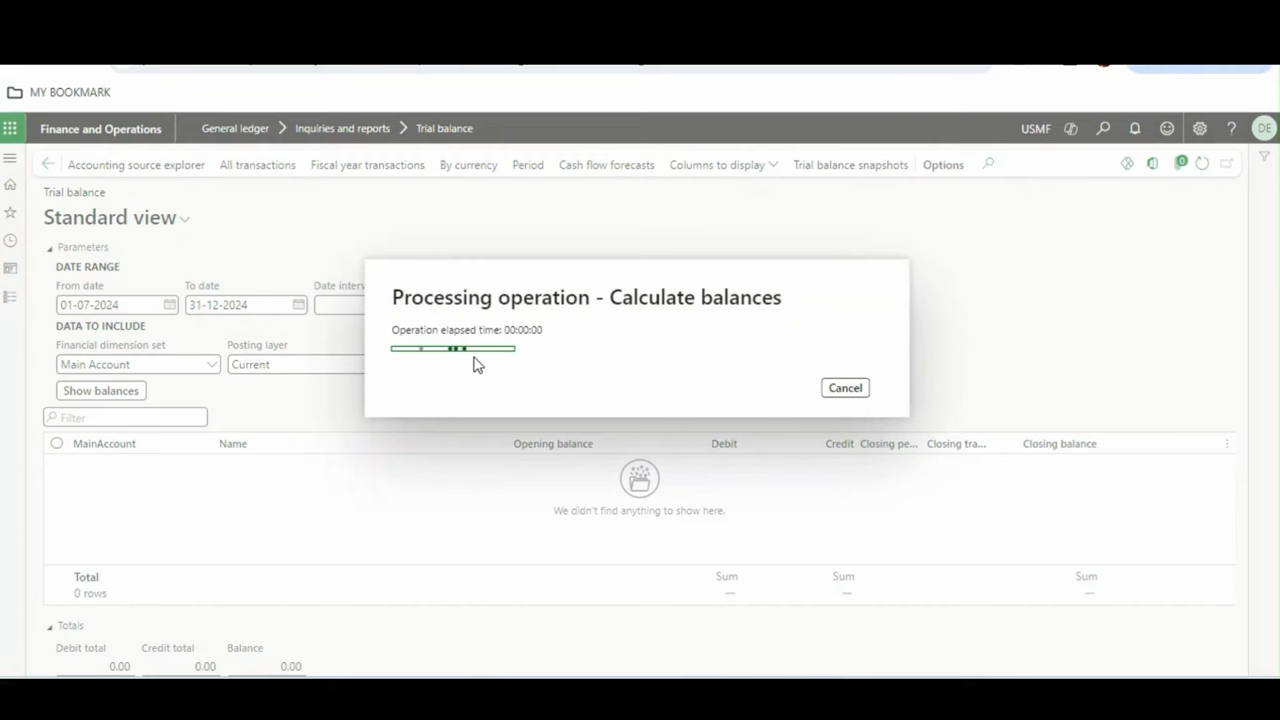 MY BOOKMARK
Finance and Operations General ledger Inquiries and reports Trial balance USMF DE
Accounting source explorer All transactions Fiscal year transactions By currency Period Cash flow forecasts Columns to display Trial balance snapshots Options 0
Trial balance
Standard view
Parameters
DATE RANGE
From date To date Date interv
01-07-2024 31-12-2024
DATA TO INCLUDE
Financial dimension set Posting layer
Main Account Current
Show balances
Filter
Processing operation - Calculate balances
Operation elapsed time: 00:00:00
Cancel
MainAccount Name Opening balance Debit Credit Closing pe... Closing tra... Closing balance
We didn't find anything to show here.
Total Sum Sum Sum
0 rows — — —
Totals
Debit total Credit total Balance
0.00 0.00 0.00